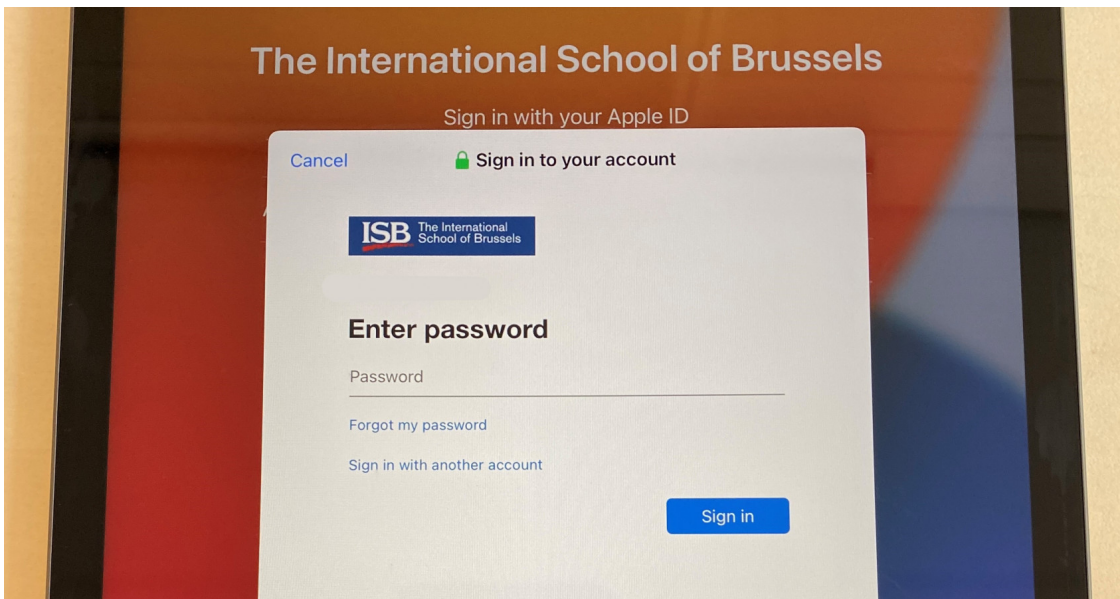 The International School of Brussels
Sign in with your Apple ID
Cancel
Sign in to your account
ISB The International
School of Brussels
Enter password
Password
Forgot my password
Sign in with another account
Sign in